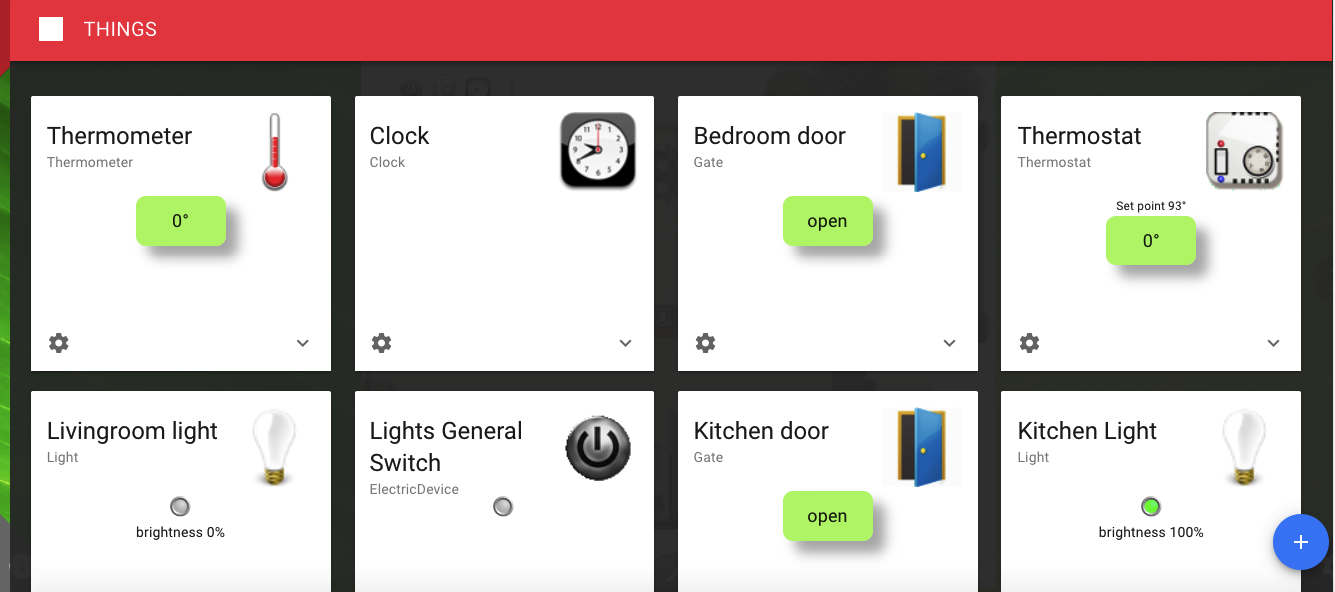 THINGS
Thermometer
Thermometer
0°
Clock
Clock
Bedroom door
Gate
open
Thermostat
Thermostat
Set point 93°
0°
Livingroom light
Light
brightness 0%
Lights General
Switch
ElectricDevice
Kitchen door
Gate
open
Kitchen Light
Light
brightness 100%
+